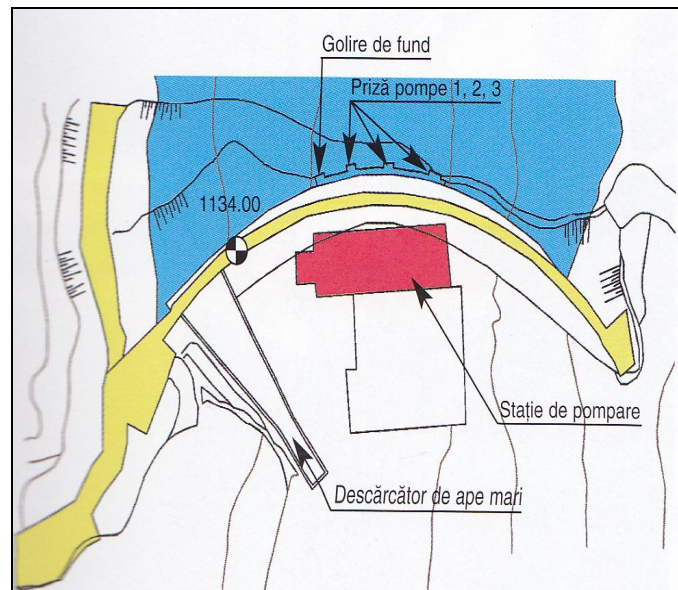 Golire de fund
Priză pompe 1, 2, 3
1134.00
Stație de pompare
Descărcător de ape mari